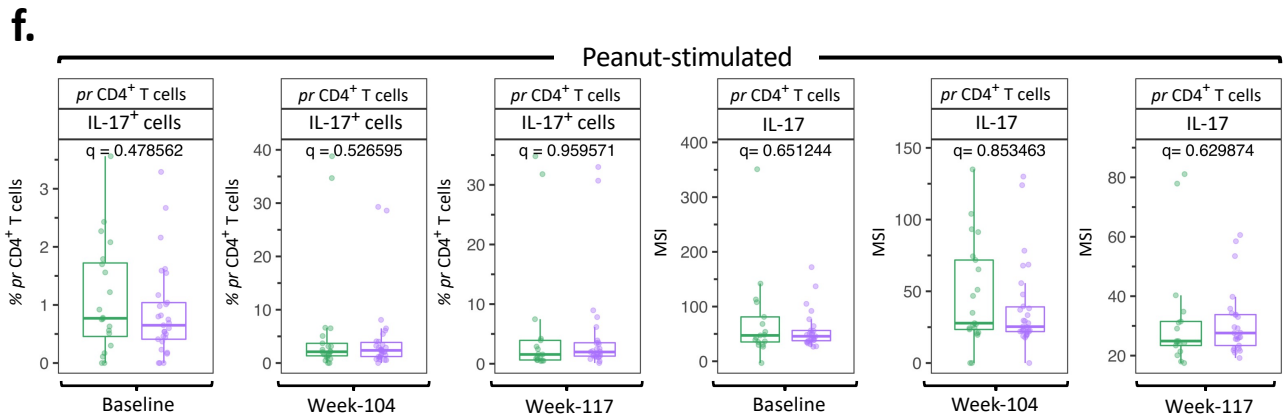 f.
Peanut-stimulated
pr CD4⁺ T cells
IL-17⁺ cells
q = 0.478562
% pr CD4⁺ T cells
3
2
1
0
Baseline
pr CD4⁺ T cells
IL-17⁺ cells
q = 0.526595
% pr CD4⁺ T cells
40
30
20
10
0
Week-104
pr CD4⁺ T cells
IL-17⁺ cells
q = 0.959571
% pr CD4⁺ T cells
30
20
10
0
Week-117
pr CD4⁺ T cells
IL-17
q= 0.651244
MSI
400
300
200
100
0
Baseline
pr CD4⁺ T cells
IL-17
q= 0.853463
MSI
150
100
50
0
Week-104
pr CD4⁺ T cells
IL-17
q= 0.629874
MSI
80
60
40
20
Week-117